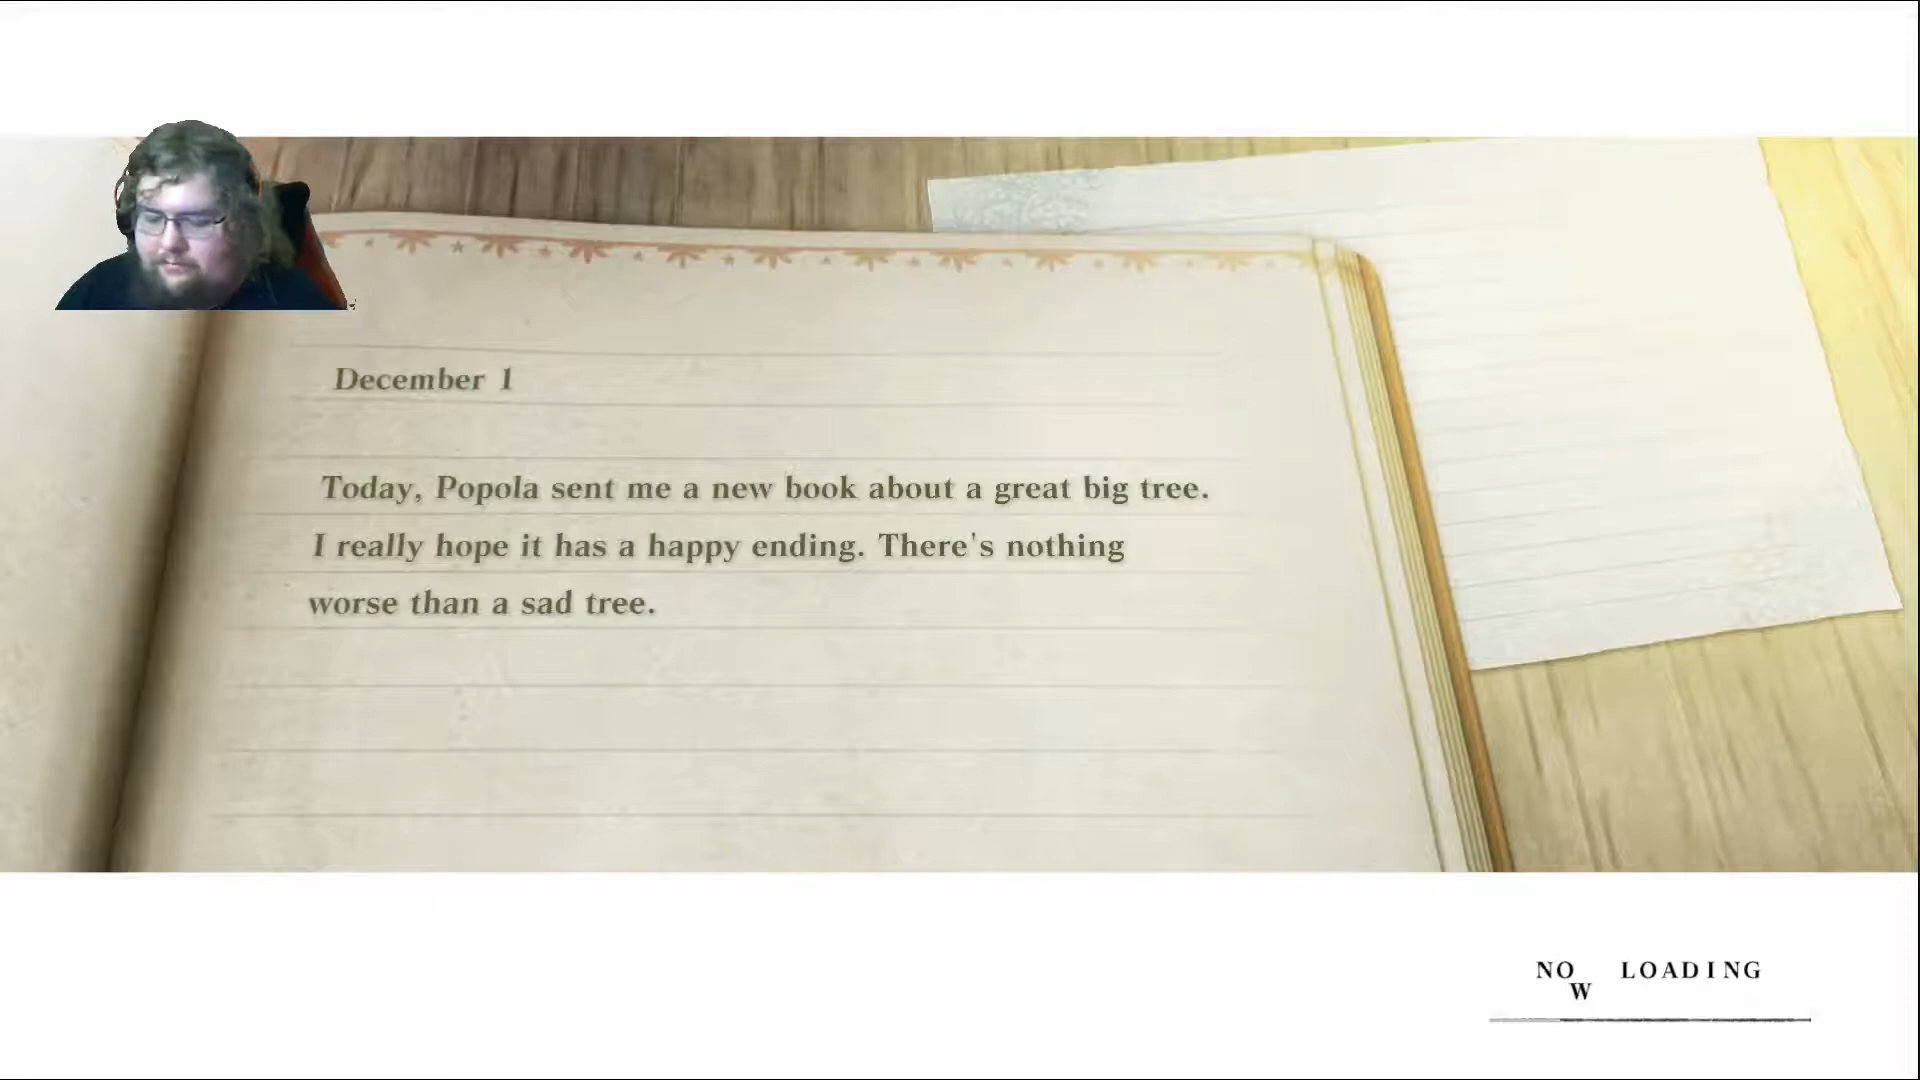 December 1
Today, Popola sent me a new book about a great big tree.
I really hope it has a happy ending. There's nothing
worse than a sad tree.
NOW LOADING